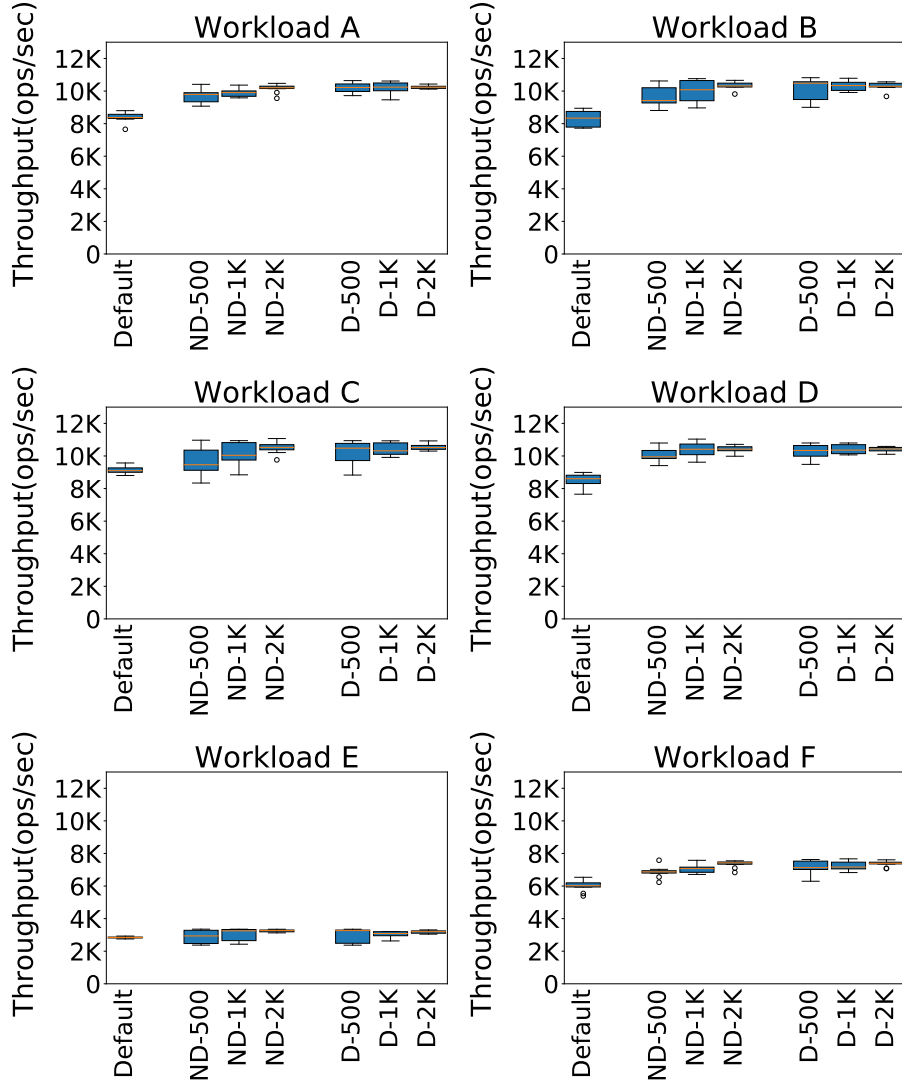 Workload A
Throughput(ops/sec)
12K
10K
8K
6K
4K
2K
0
Default
ND-500
ND-1K
ND-2K
D-500
D-1K
D-2K
Workload B
Throughput(ops/sec)
12K
10K
8K
6K
4K
2K
0
Default
ND-500
ND-1K
ND-2K
D-500
D-1K
D-2K
Workload C
Throughput(ops/sec)
12K
10K
8K
6K
4K
2K
0
Default
ND-500
ND-1K
ND-2K
D-500
D-1K
D-2K
Workload D
Throughput(ops/sec)
12K
10K
8K
6K
4K
2K
0
Default
ND-500
ND-1K
ND-2K
D-500
D-1K
D-2K
Workload E
Throughput(ops/sec)
12K
10K
8K
6K
4K
2K
0
Default
ND-500
ND-1K
ND-2K
D-500
D-1K
D-2K
Workload F
Throughput(ops/sec)
12K
10K
8K
6K
4K
2K
0
Default
ND-500
ND-1K
ND-2K
D-500
D-1K
D-2K